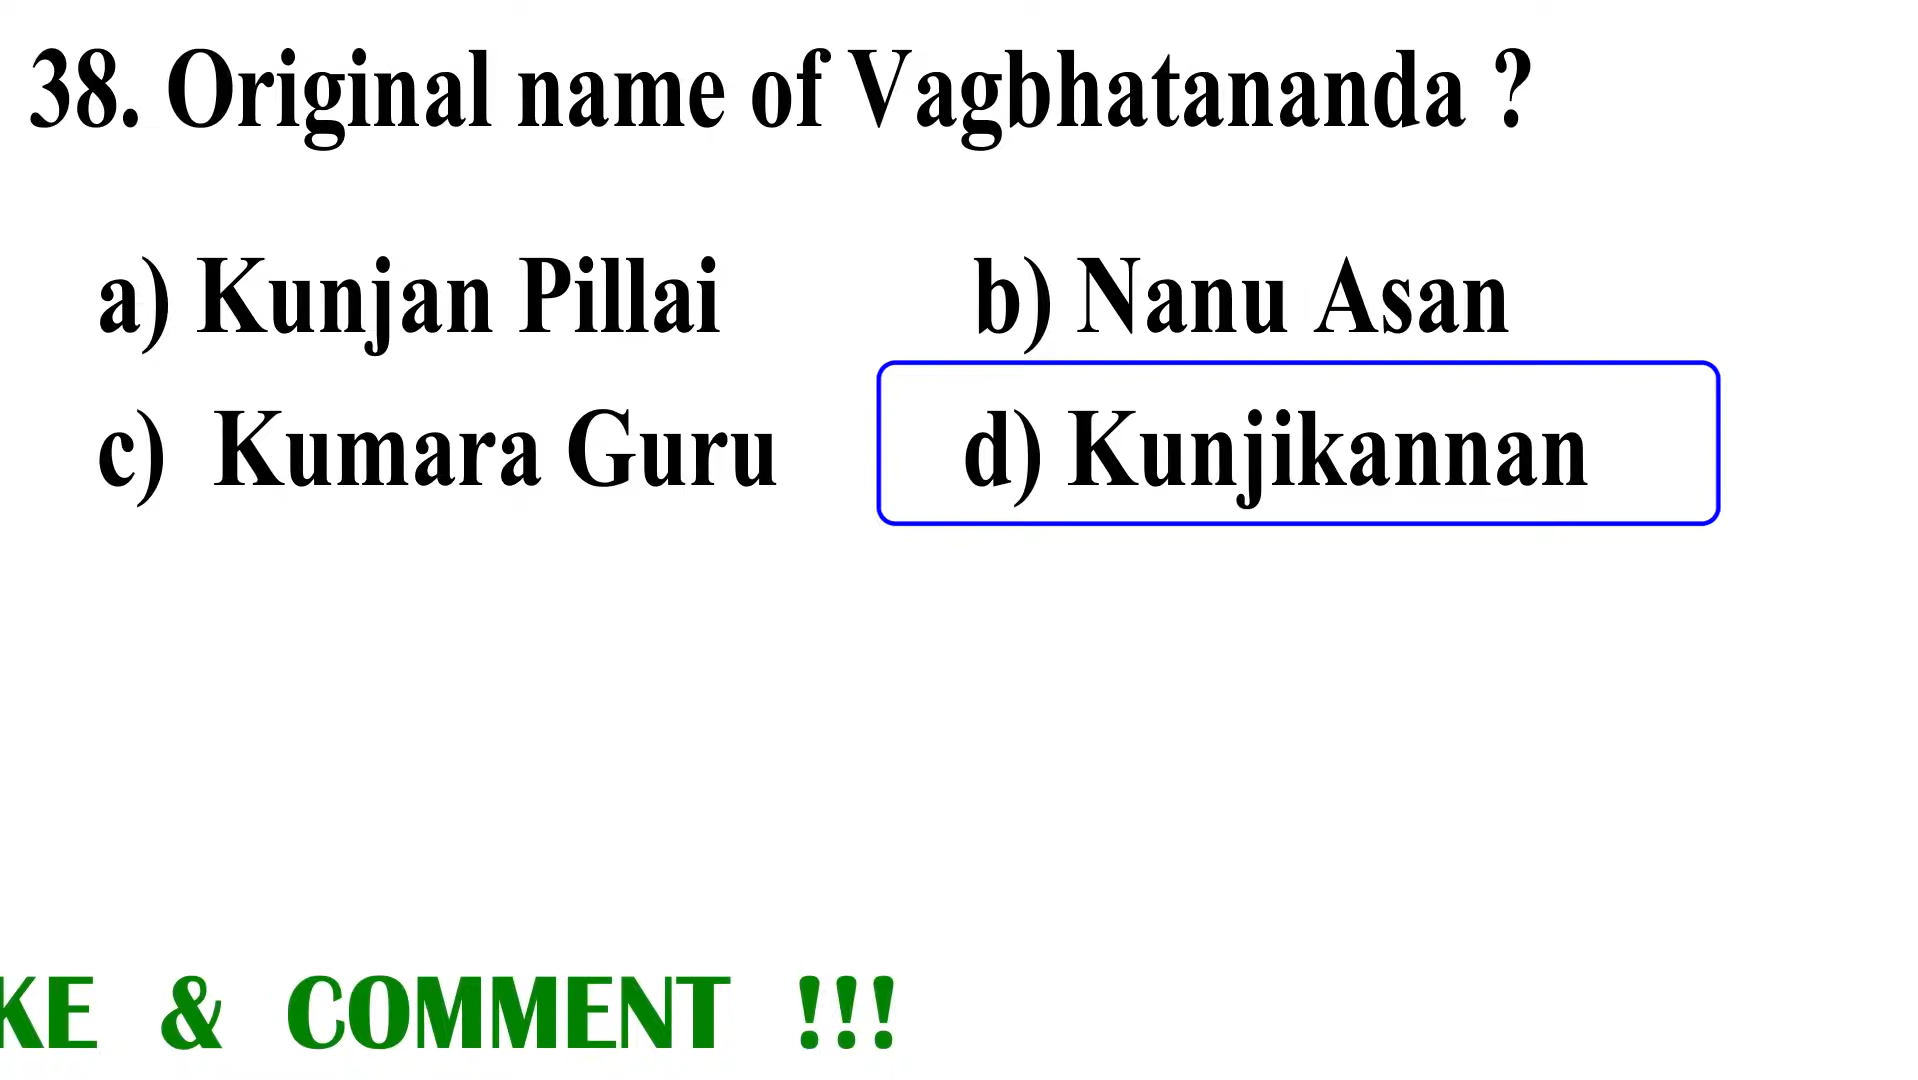 38. Original name of Vagbhatananda ?
a) Kunjan Pillai b) Nanu Asan
c) Kumara Guru d) Kunjikannan
KE & COMMENT !!!